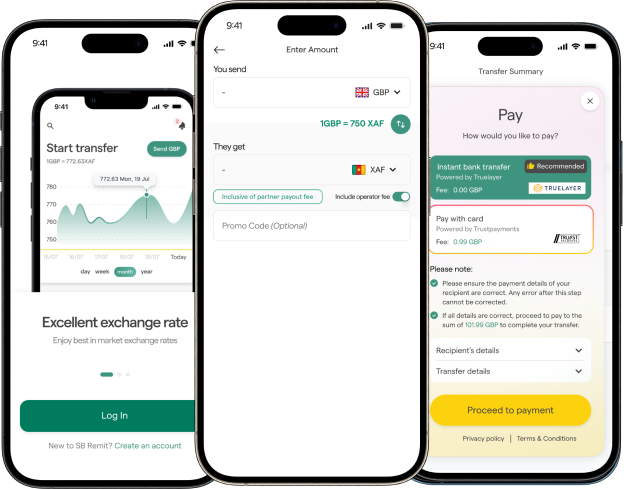 9:41
9:41
2
Start transfer
Send GBP
1GBP = 772.63XAF
772.63 Mon, 19 Jul
780
770
760
750
15/07 16/07 17/07 18/07 19/07 Today
day week month year
Excellent exchange rate
Enjoy best in market exchange rates
Log In
New to SB Remit? Create an account
9:41
Enter Amount
You send
- GBP
1GBP = 750 XAF
They get
- XAF
Inclusive of partner payout fee
Include operator fee
Promo Code (Optional)
9:41
Transfer Summary
Pay
How would you like to pay?
Instant bank transfer
Recommended
Powered by Truelayer
Fee: 0.00 GBP
TRUELAYER
Pay with card
Powered by Trustpayments
Fee: 0.99 GBP
TRUST
Please note:
Please ensure the payment details of your
recipient are correct. Any error after this step
cannot be corrected.
If all details are correct, proceed to pay to the
sum of 101.99 GBP to complete your transfer.
Recipient's details
Transfer details
Proceed to payment
Privacy policy | Terms & Conditions